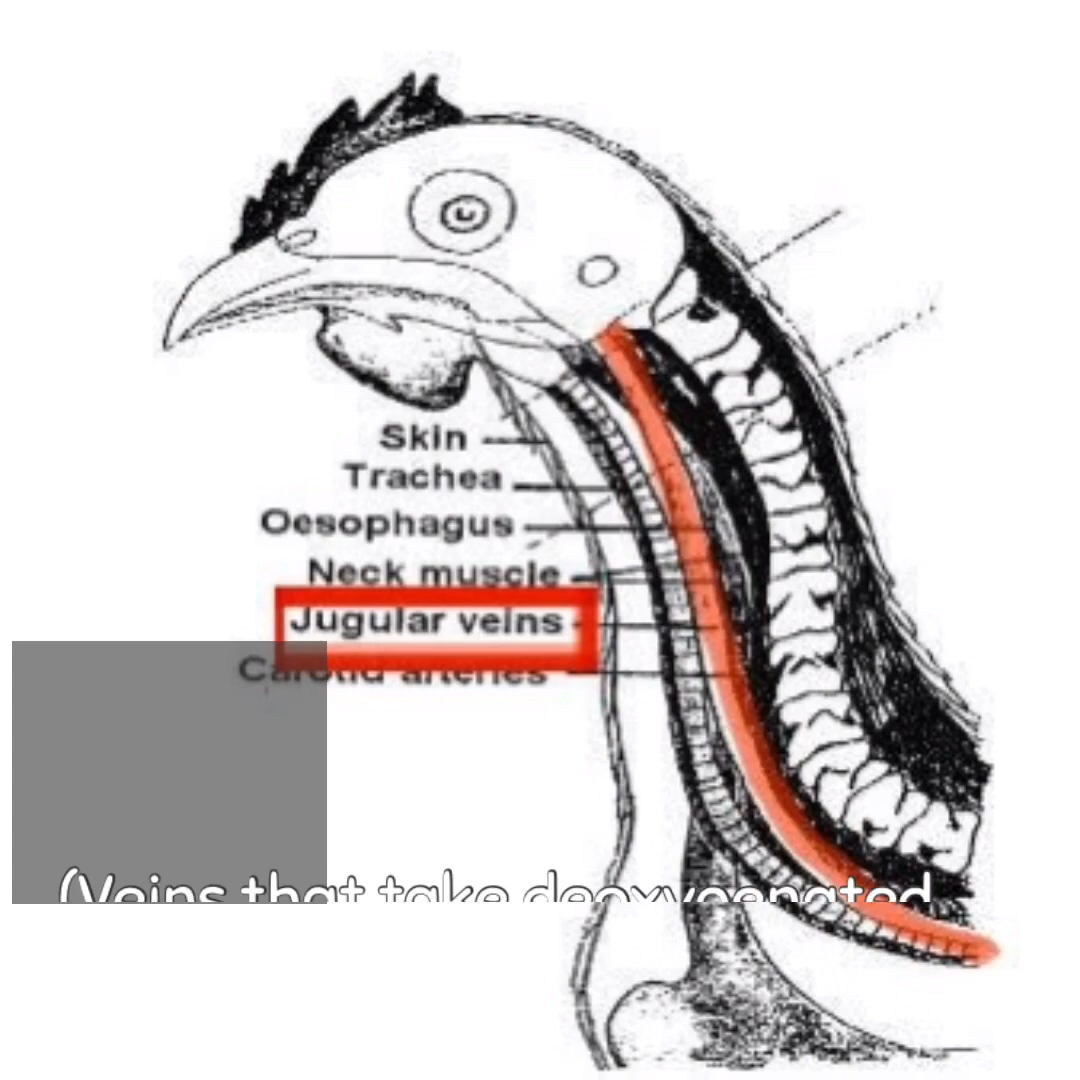 Skin
Trachea
Oesophagus
Neck muscle
Jugular veins
Carotid arteries
(Veins that take deoxygenated